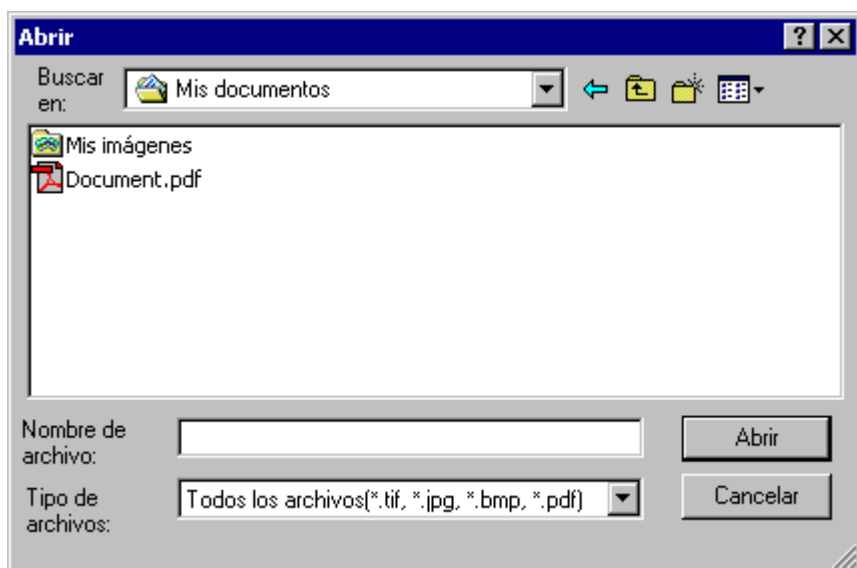 Abrir
Buscar
en:
Mis documentos
Mis imágenes
Document.pdf
Nombre de
archivo:
Abrir
Tipo de
archivos:
Todos los archivos(*.tif, *.jpg, *.bmp, *.pdf)
Cancelar